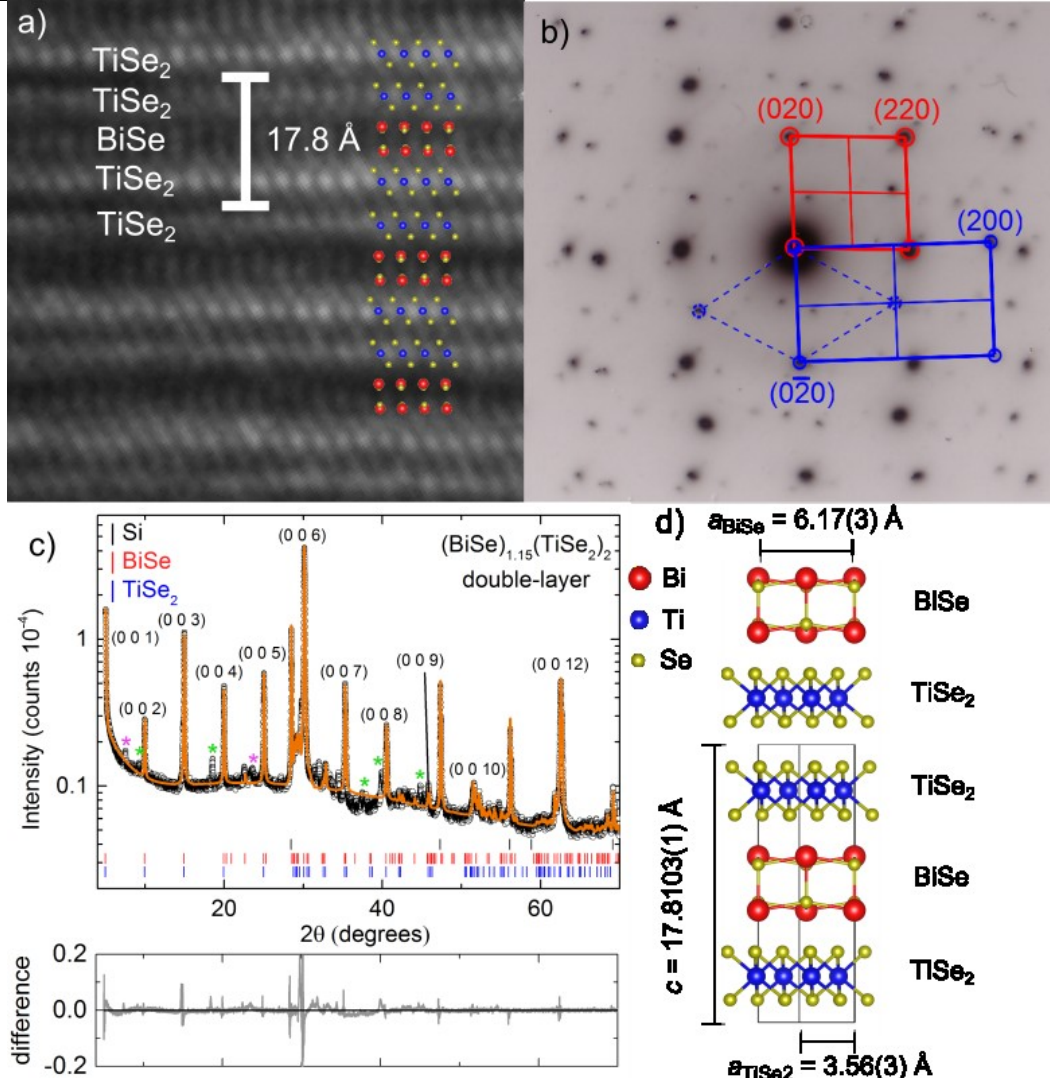 a)
TiSe2
TiSe2
BiSe
TiSe2
TiSe2
17.8 Å
b)
(020)
(220)
(200)
(02̅0)
c)
Si
BiSe
TiSe2
(BiSe)1.15(TiSe2)2
double-layer
(0 0 1)
(0 0 2)
(0 0 3)
(0 0 4)
(0 0 5)
(0 0 6)
(0 0 7)
(0 0 8)
(0 0 9)
(0 0 10)
(0 0 12)
*
*
*
*
*
*
*
Intensity (counts 10-4)
1
0.1
20
40
60
2θ (degrees)
difference
0.2
0.0
-0.2
d)
aBiSe = 6.17(3) Å
Bi
Ti
Se
BISe
TiSe2
TiSe2
BiSe
TISe2
c = 17.8103(1) Å
aTISe2 = 3.56(3) Å